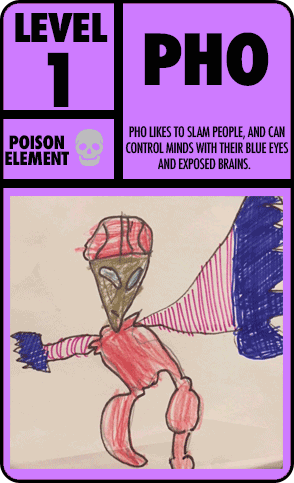 LEVEL
1
PHO
POISON
ELEMENT
PHO LIKES TO SLAM PEOPLE, AND CAN
CONTROL MINDS WITH THEIR BLUE EYES
AND EXPOSED BRAINS.